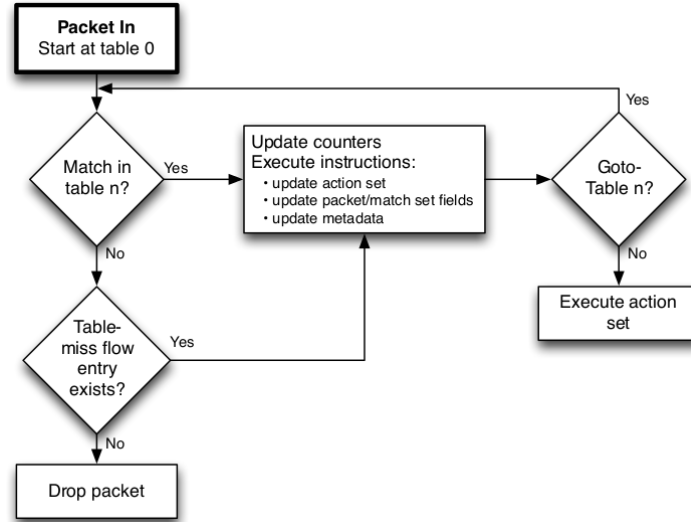 Packet In
Start at table 0
Yes
Match in
table n?
Yes
Update counters
Execute instructions:
• update action set
• update packet/match set fields
• update metadata
Goto-
Table n?
No
No
Execute action
set
Table-
miss flow
entry
exists?
Yes
No
Drop packet